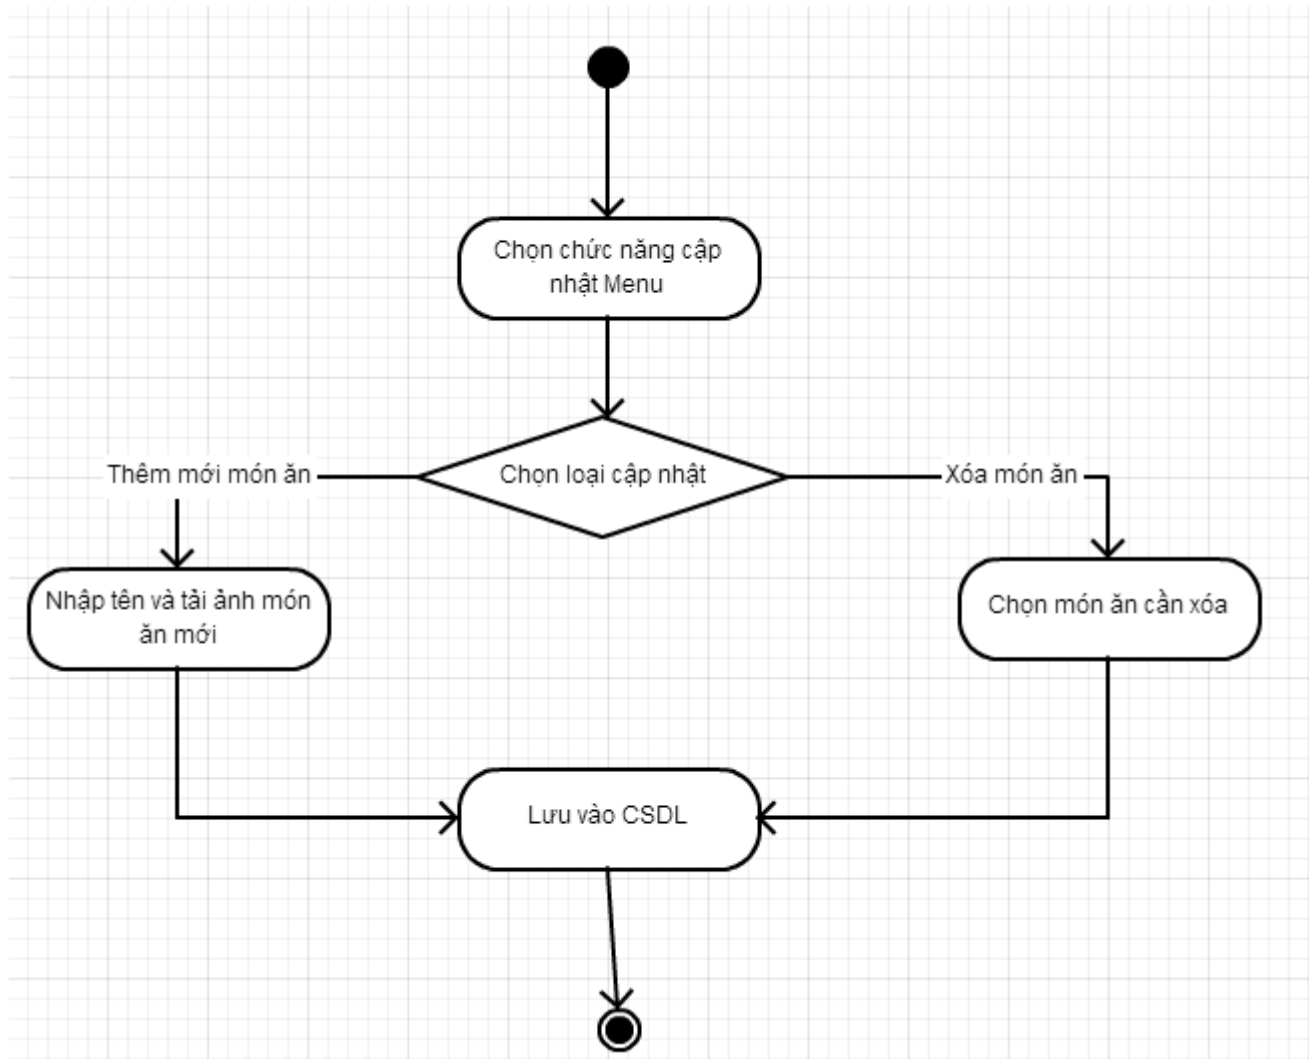 Chọn chức năng cập
nhật Menu
Chọn loại cập nhật
Thêm mới món ăn
Xóa món ăn
Nhập tên và tải ảnh món
ăn mới
Chọn món ăn cần xóa
Lưu vào CSDL